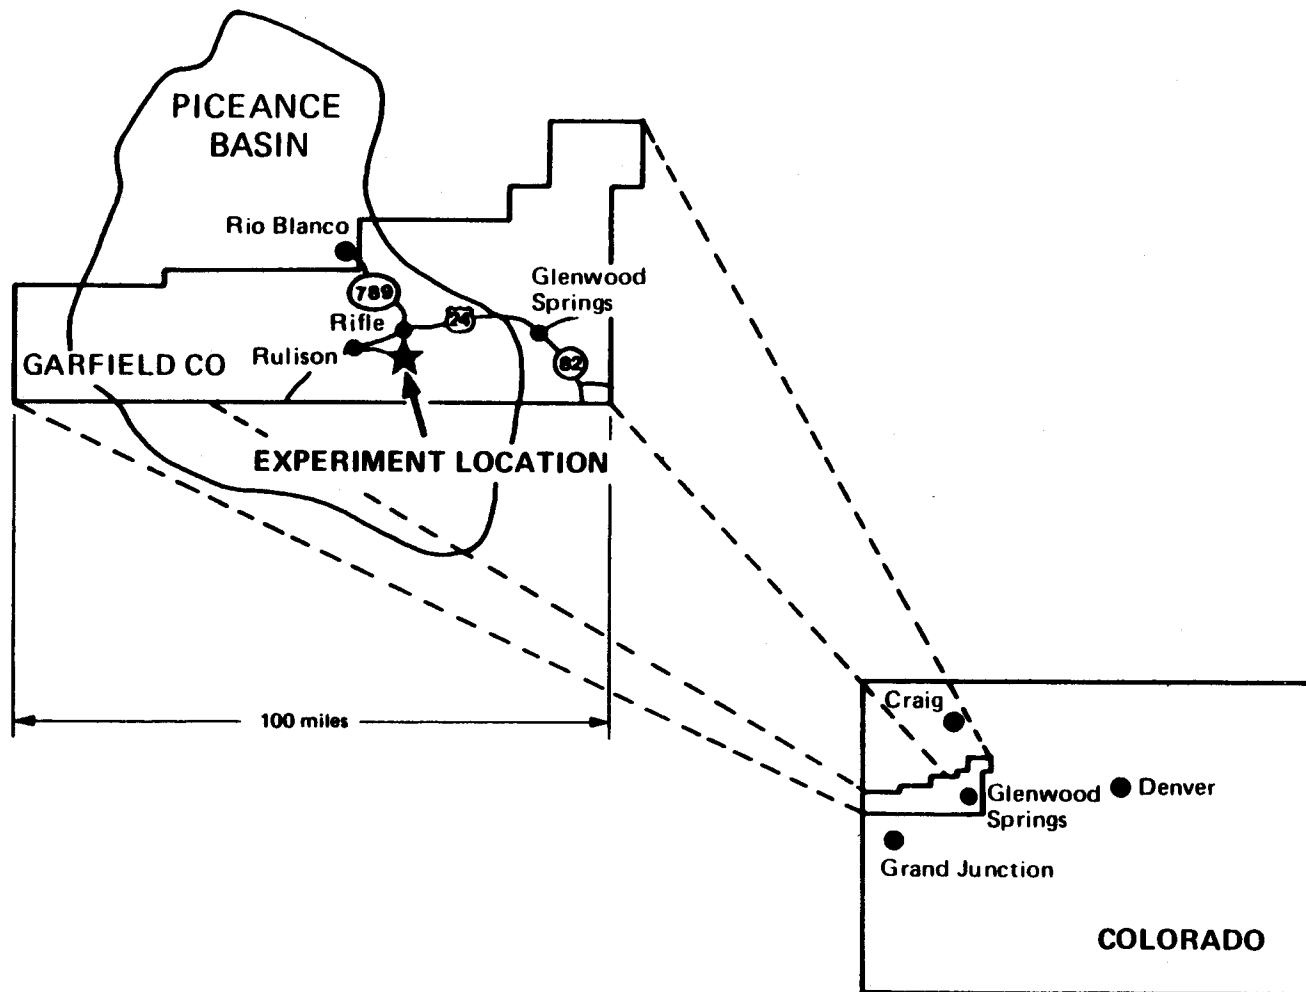 PICEANCE
BASIN
Rio Blanco
789
Glenwood
Springs
Rifle
24
Rulison
82
GARFIELD CO
EXPERIMENT LOCATION
100 miles
Craig
Glenwood
Springs
Denver
Grand Junction
COLORADO